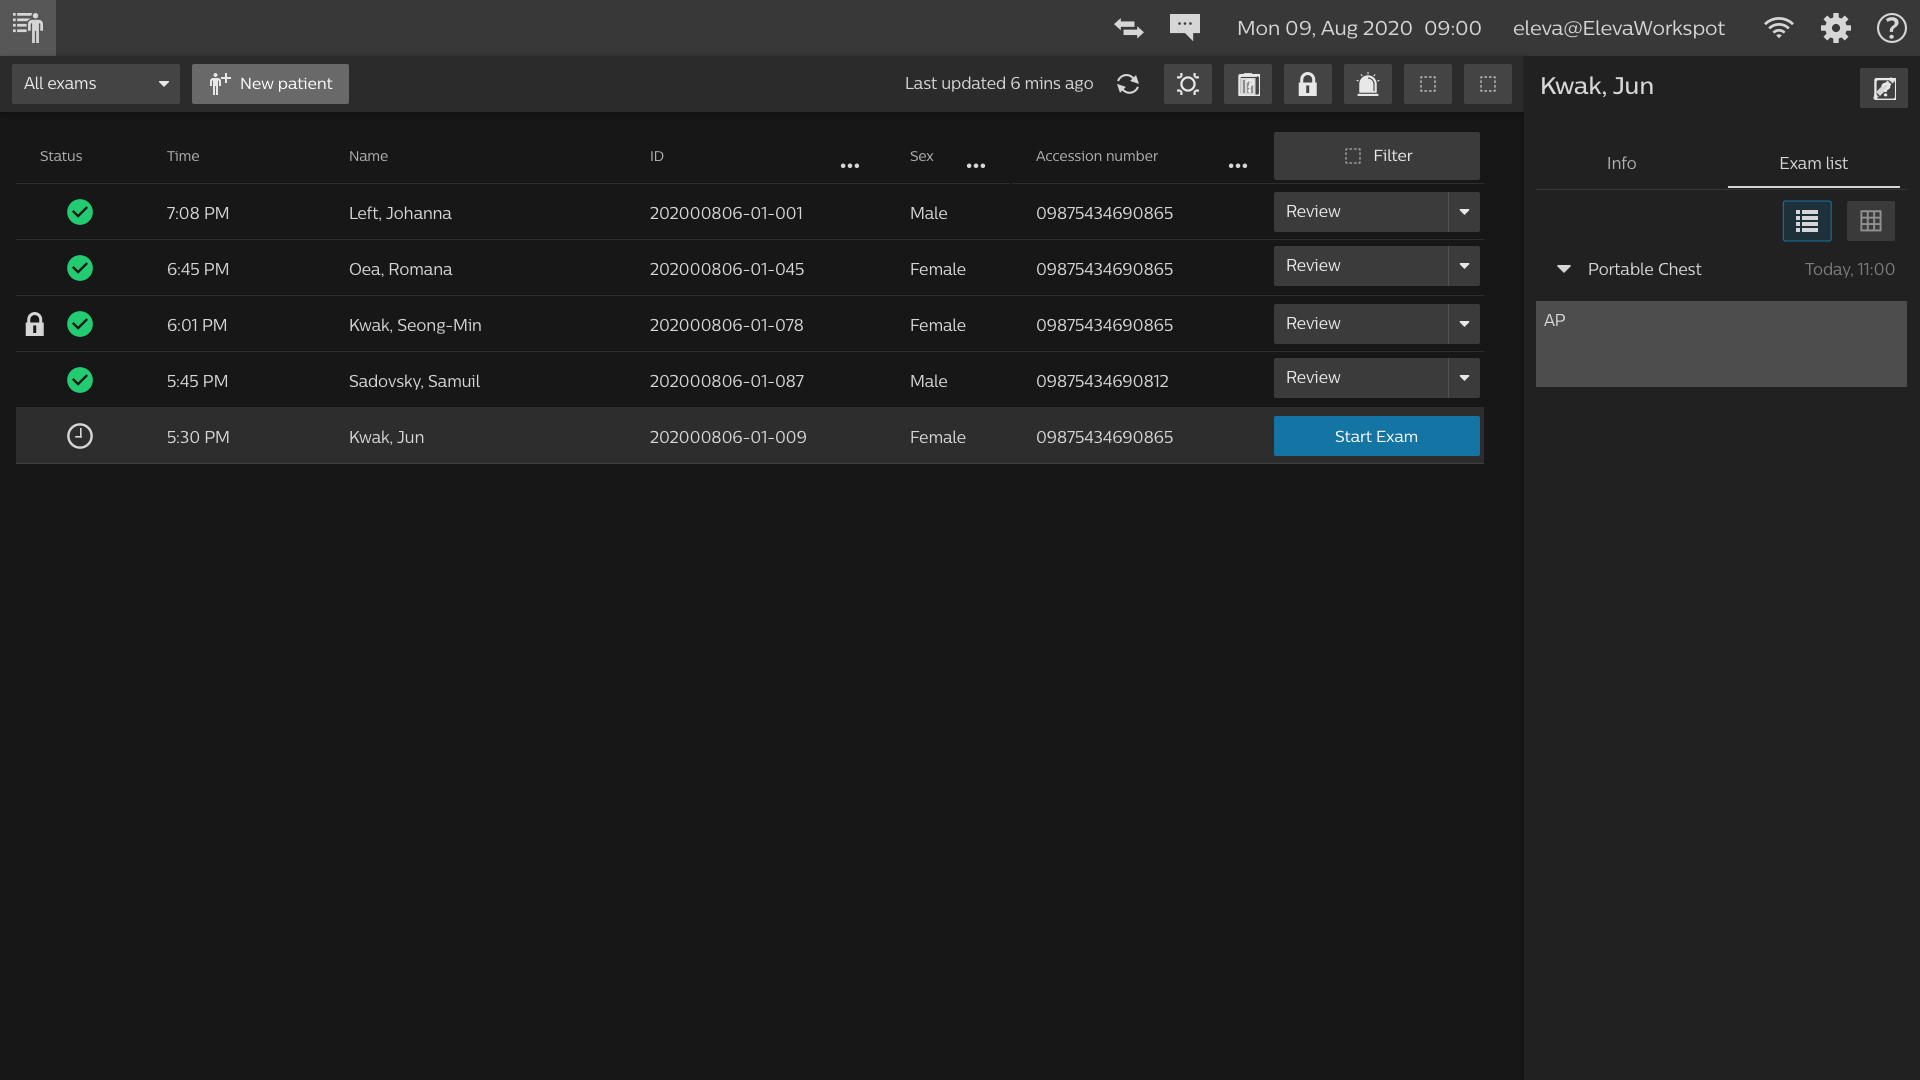 Mon 09, Aug 2020 09:00 eleva@ElevaWorkspot
All exams New patient Last updated 6 mins ago
Kwak, Jun
Status Time Name ID Sex Accession number Filter
7:08 PM Left, Johanna 202000806-01-001 Male 09875434690865 Review
6:45 PM Oea, Romana 202000806-01-045 Female 09875434690865 Review
6:01 PM Kwak, Seong-Min 202000806-01-078 Female 09875434690865 Review
5:45 PM Sadovsky, Samuil 202000806-01-087 Male 09875434690812 Review
5:30 PM Kwak, Jun 202000806-01-009 Female 09875434690865 Start Exam
Info Exam list
Portable Chest Today, 11:00
AP